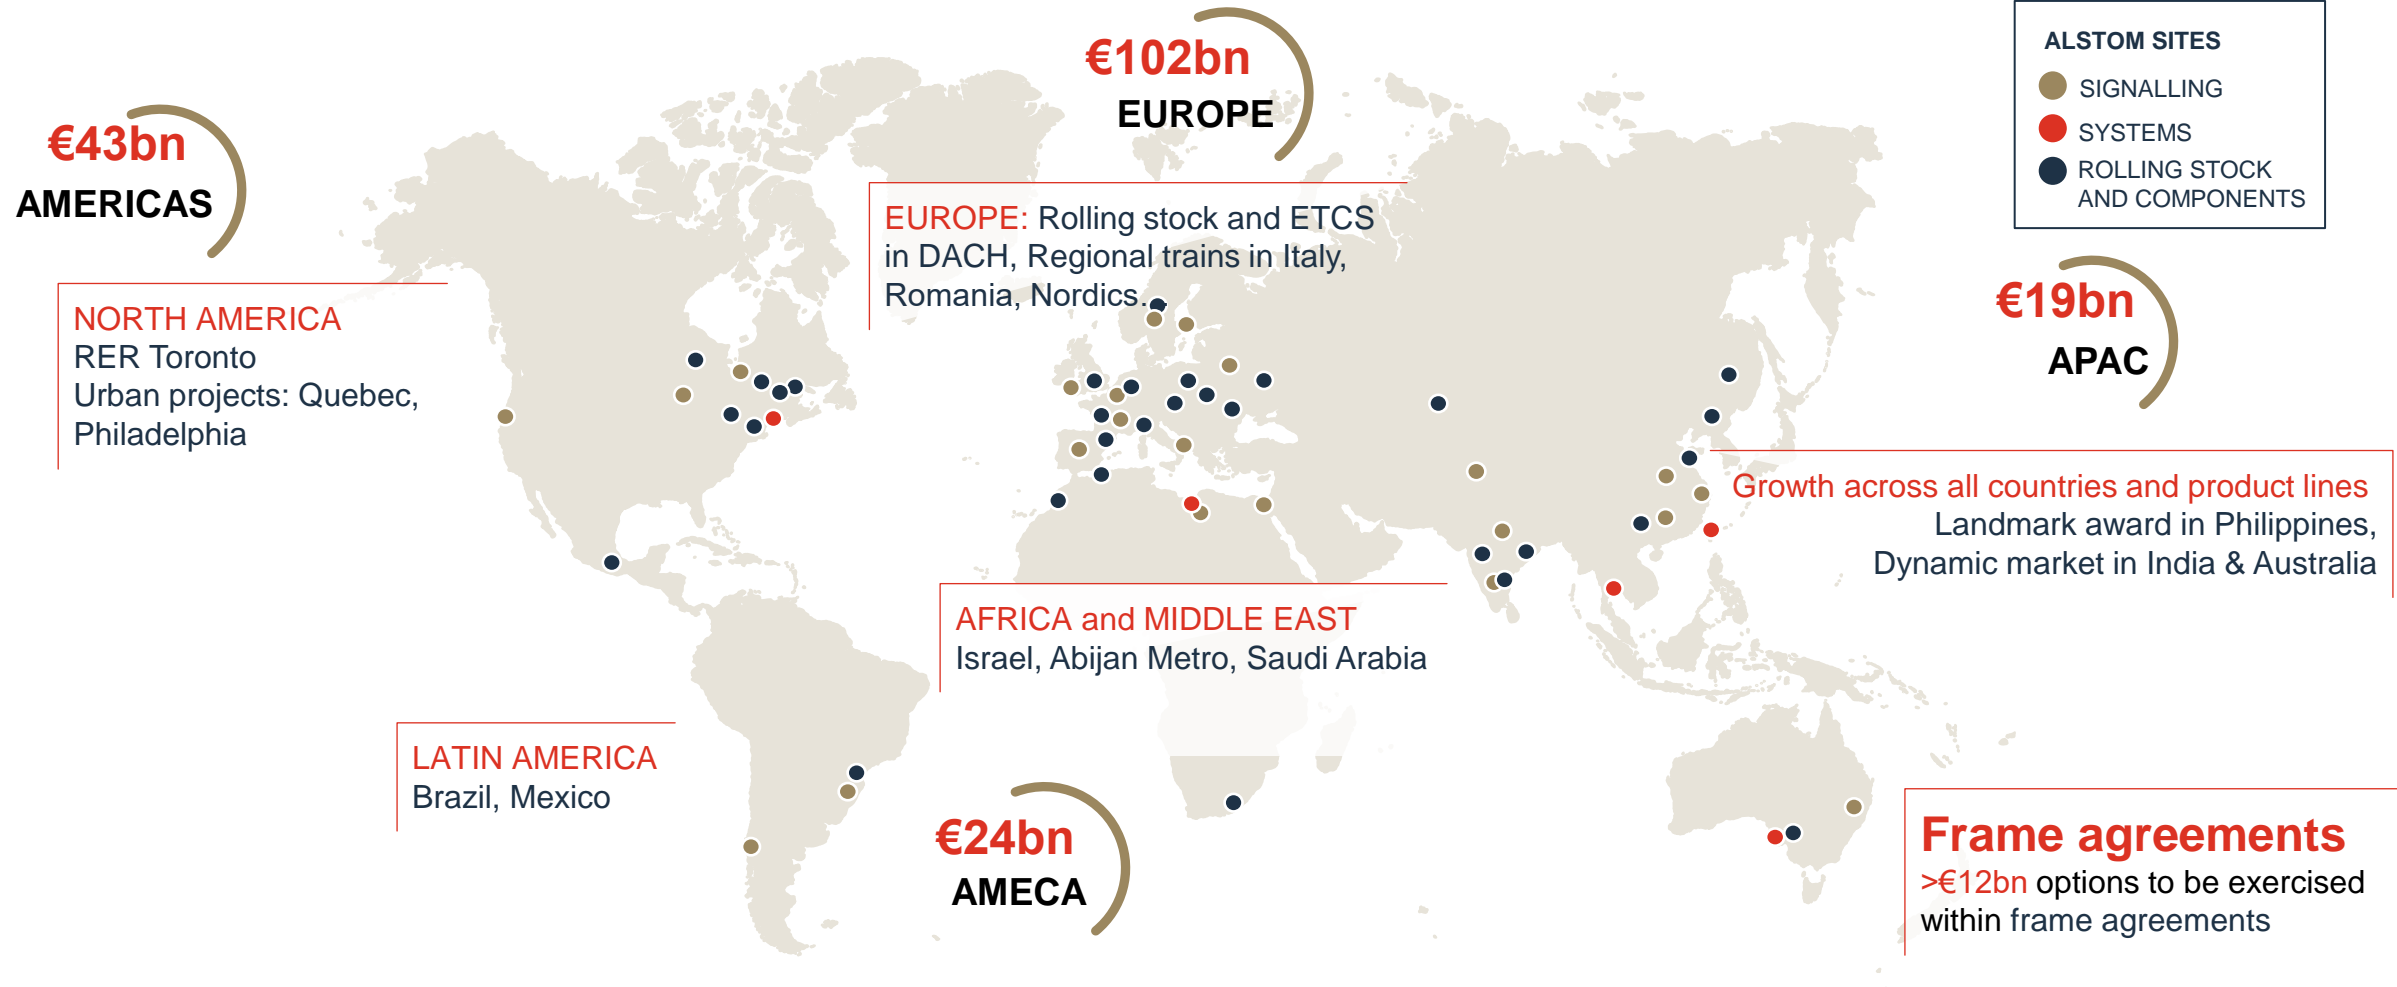 €102bn
EUROPE
ALSTOM SITES
SIGNALLING
SYSTEMS
ROLLING STOCK
AND COMPONENTS
€43bn
AMERICAS
EUROPE: Rolling stock and ETCS
in DACH, Regional trains in Italy,
Romania, Nordics…
NORTH AMERICA
RER Toronto
Urban projects: Quebec,
Philadelphia
€19bn
APAC
Growth across all countries and product lines
Landmark award in Philippines,
Dynamic market in India & Australia
AFRICA and MIDDLE EAST
Israel, Abijan Metro, Saudi Arabia
LATIN AMERICA
Brazil, Mexico
€24bn
AMECA
Frame agreements
>€12bn options to be exercised
within frame agreements